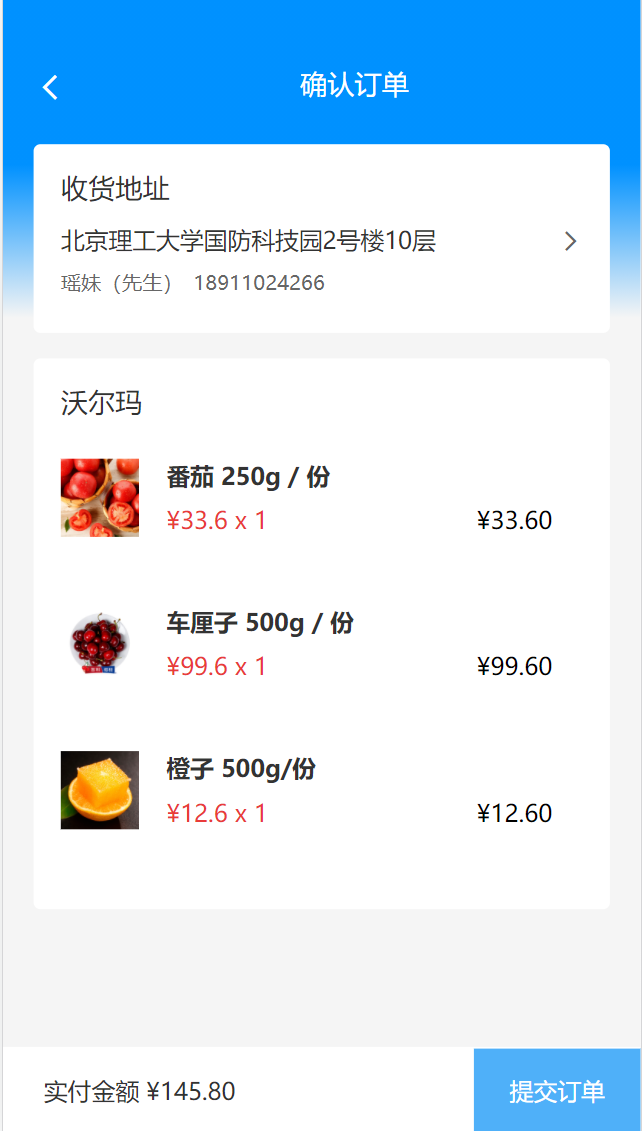 确认订单
收货地址
北京理工大学国防科技园2号楼10层
瑶妹（先生） 18911024266
沃尔玛
番茄 250g / 份
¥33.6 x 1 ¥33.60
车厘子 500g / 份
¥99.6 x 1 ¥99.60
橙子 500g/份
¥12.6 x 1 ¥12.60
实付金额 ¥145.80 提交订单